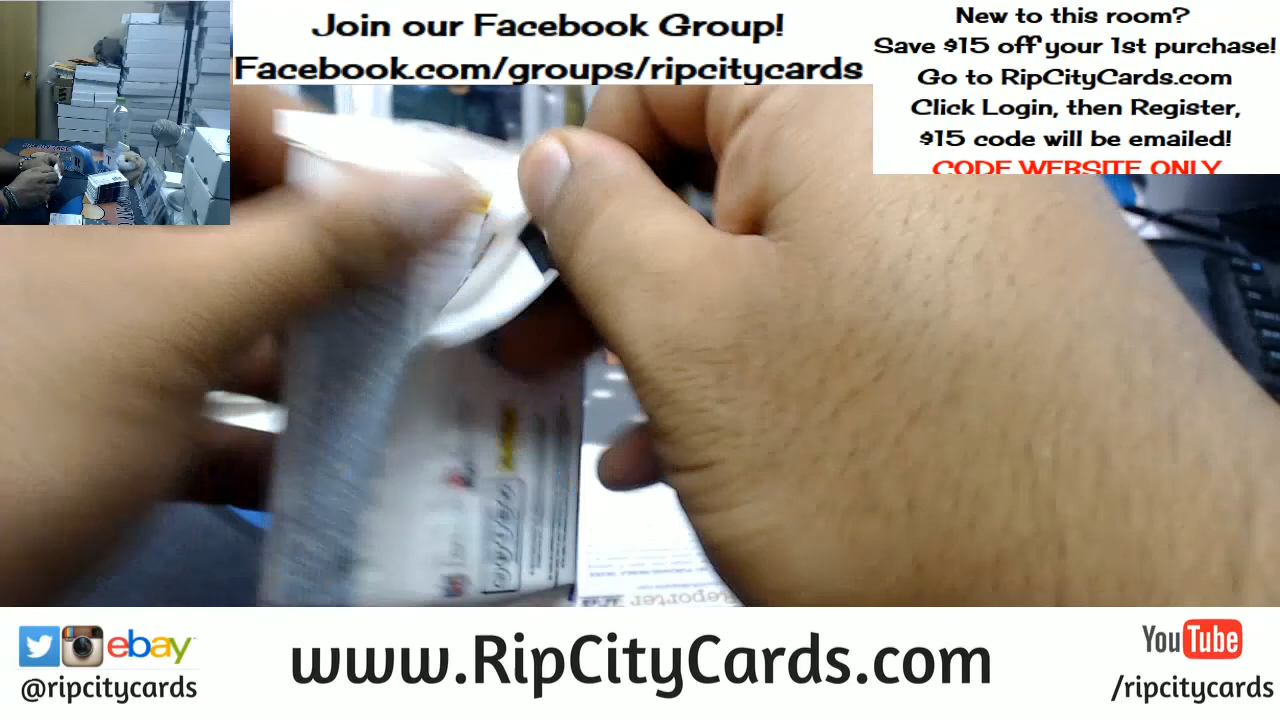 Join our Facebook Group!
Facebook.com/groups/ripcitycards
New to this room?
Save $15 off your 1st purchase!
Go to RipCityCards.com
Click Login, then Register,
$15 code will be emailed!
CODE WEBSITE ONLY
Reporter
ebay
@ripcitycards
www.RipCityCards.com
YouTube
/ripcitycards